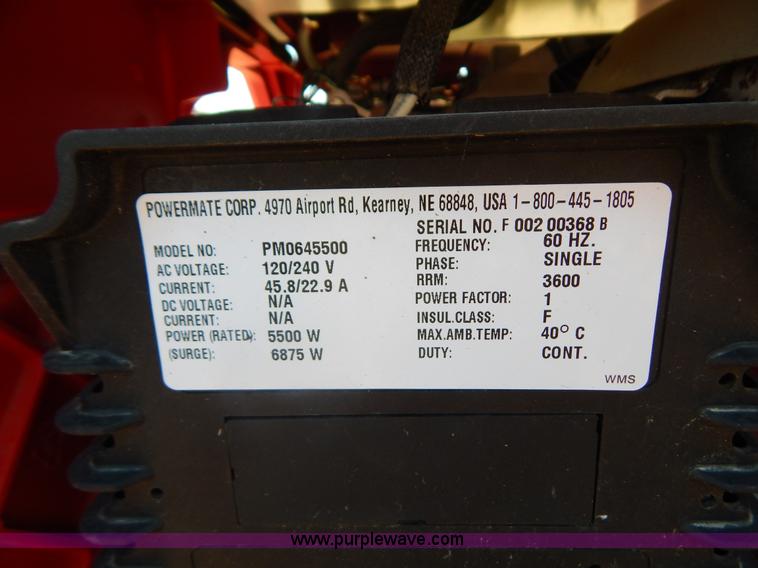 POWERMATE CORP. 4970 Airport Rd, Kearney, NE 68848, USA 1-800-445-1805
SERIAL NO. F 002 00368 B
MODEL NO: PM0645500
AC VOLTAGE: 120/240 V
CURRENT: 45.8/22.9 A
DC VOLTAGE: N/A
CURRENT: N/A
POWER (RATED): 5500 W
(SURGE): 6875 W
FREQUENCY: 60 HZ.
PHASE: SINGLE
RRM: 3600
POWER FACTOR: 1
INSUL.CLASS: F
MAX.AMB.TEMP: 40° C
DUTY: CONT.
WMS
www.purplewave.com